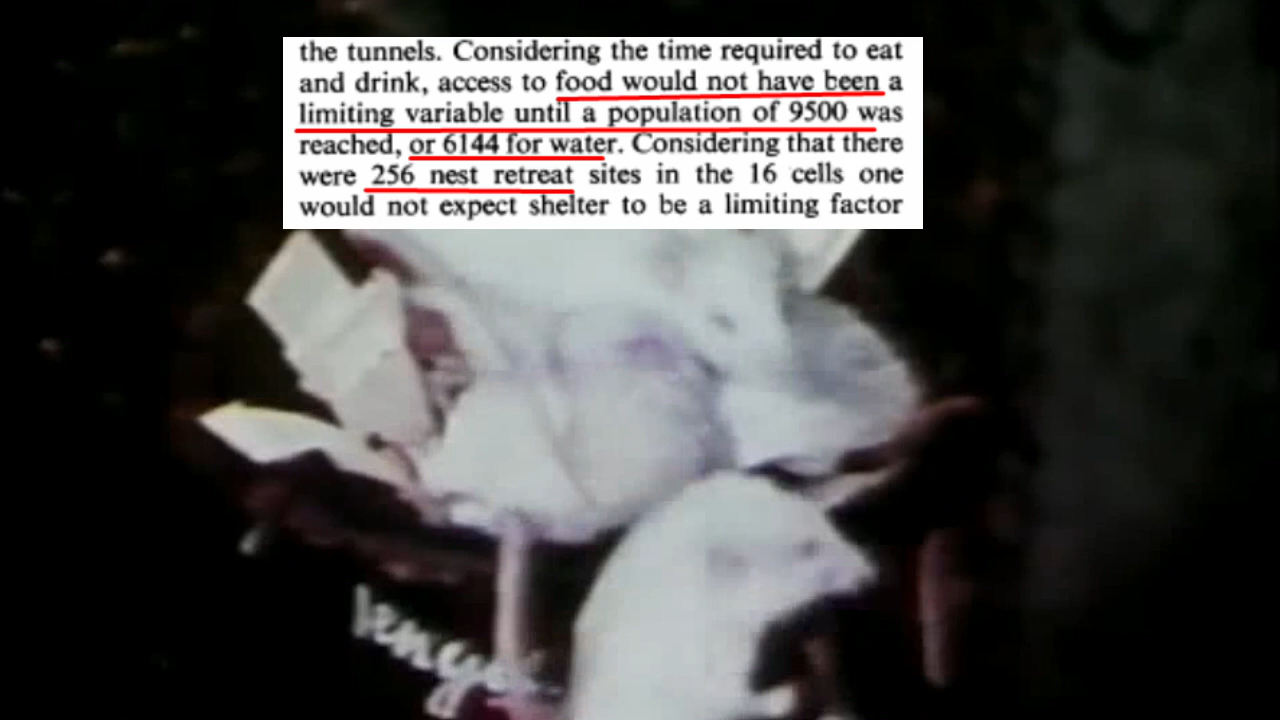 the tunnels. Considering the time required to eat
and drink, access to food would not have been a
limiting variable until a population of 9500 was
reached, or 6144 for water. Considering that there
were 256 nest retreat sites in the 16 cells one
would not expect shelter to be a limiting factor